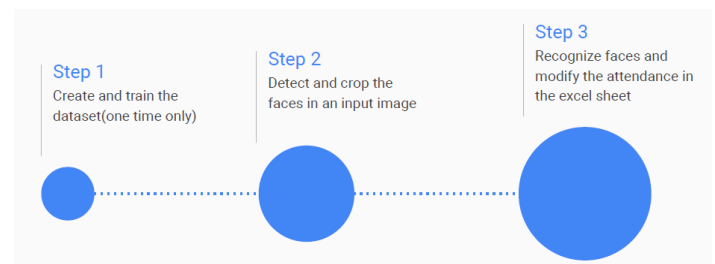 Step 1
Create and train the
dataset(one time only)
Step 2
Detect and crop the
faces in an input image
Step 3
Recognize faces and
modify the attendance in
the excel sheet